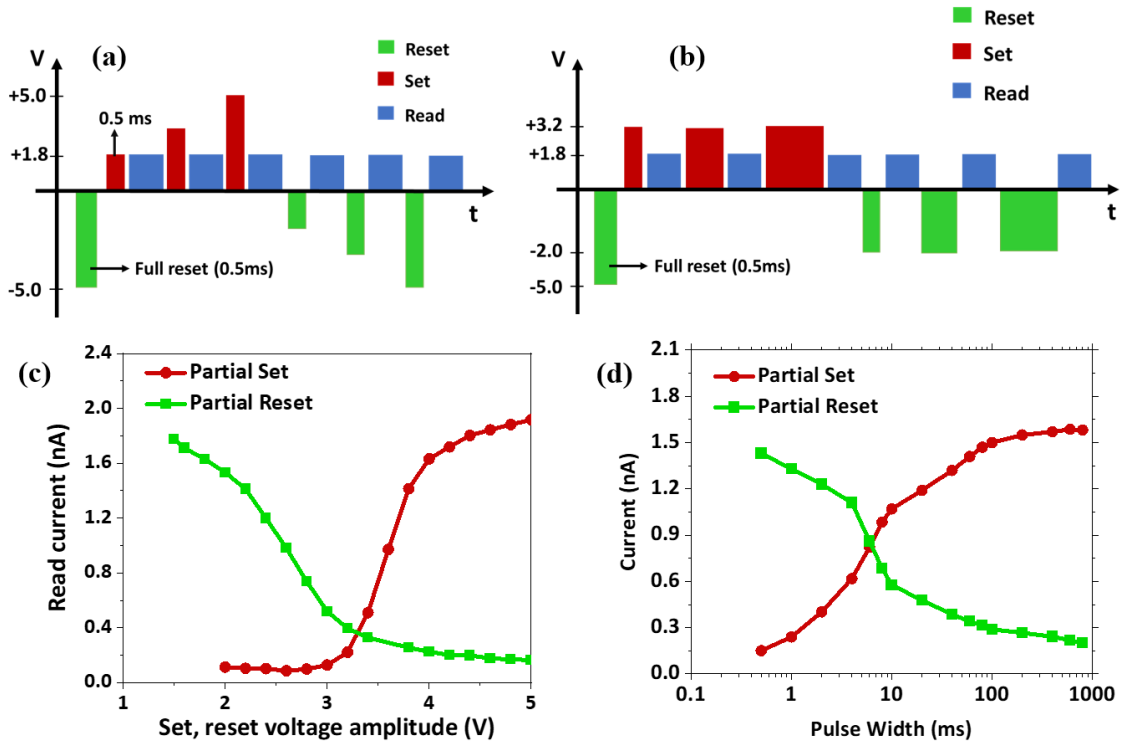 (a)
V
Reset
Set
Read
+5.0
0.5 ms
+1.8
t
Full reset (0.5ms)
-5.0
(b)
V
Reset
Set
Read
+3.2
+1.8
t
-2.0
Full reset (0.5ms)
-5.0
(c)
Partial Set
Partial Reset
Read current (nA)
2.4
2.0
1.6
1.2
0.8
0.4
0.0
1 2 3 4 5
Set, reset voltage amplitude (V)
(d)
Partial Set
Partial Reset
Current (nA)
2.1
1.8
1.5
1.2
0.9
0.6
0.3
0.0
0.1 1 10 100 1000
Pulse Width (ms)